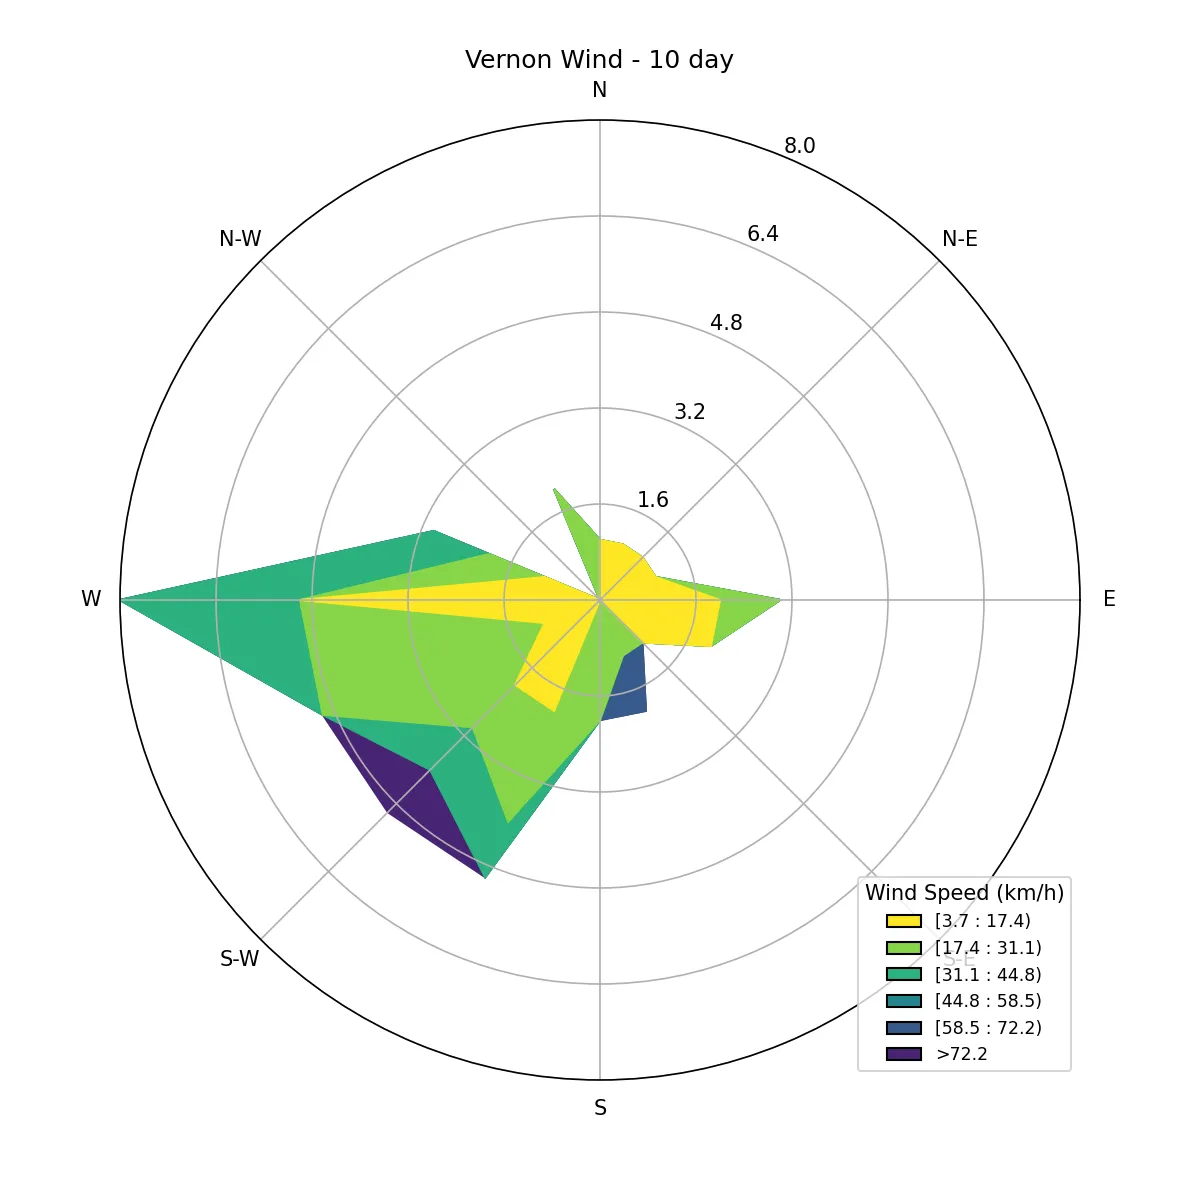 Vernon Wind - 10 day
N
8.0
N-W
6.4
N-E
4.8
3.2
1.6
W
E
S-W
S-E
S
Wind Speed (km/h)
[3.7 : 17.4)
[17.4 : 31.1)
[31.1 : 44.8)
[44.8 : 58.5)
[58.5 : 72.2)
>72.2